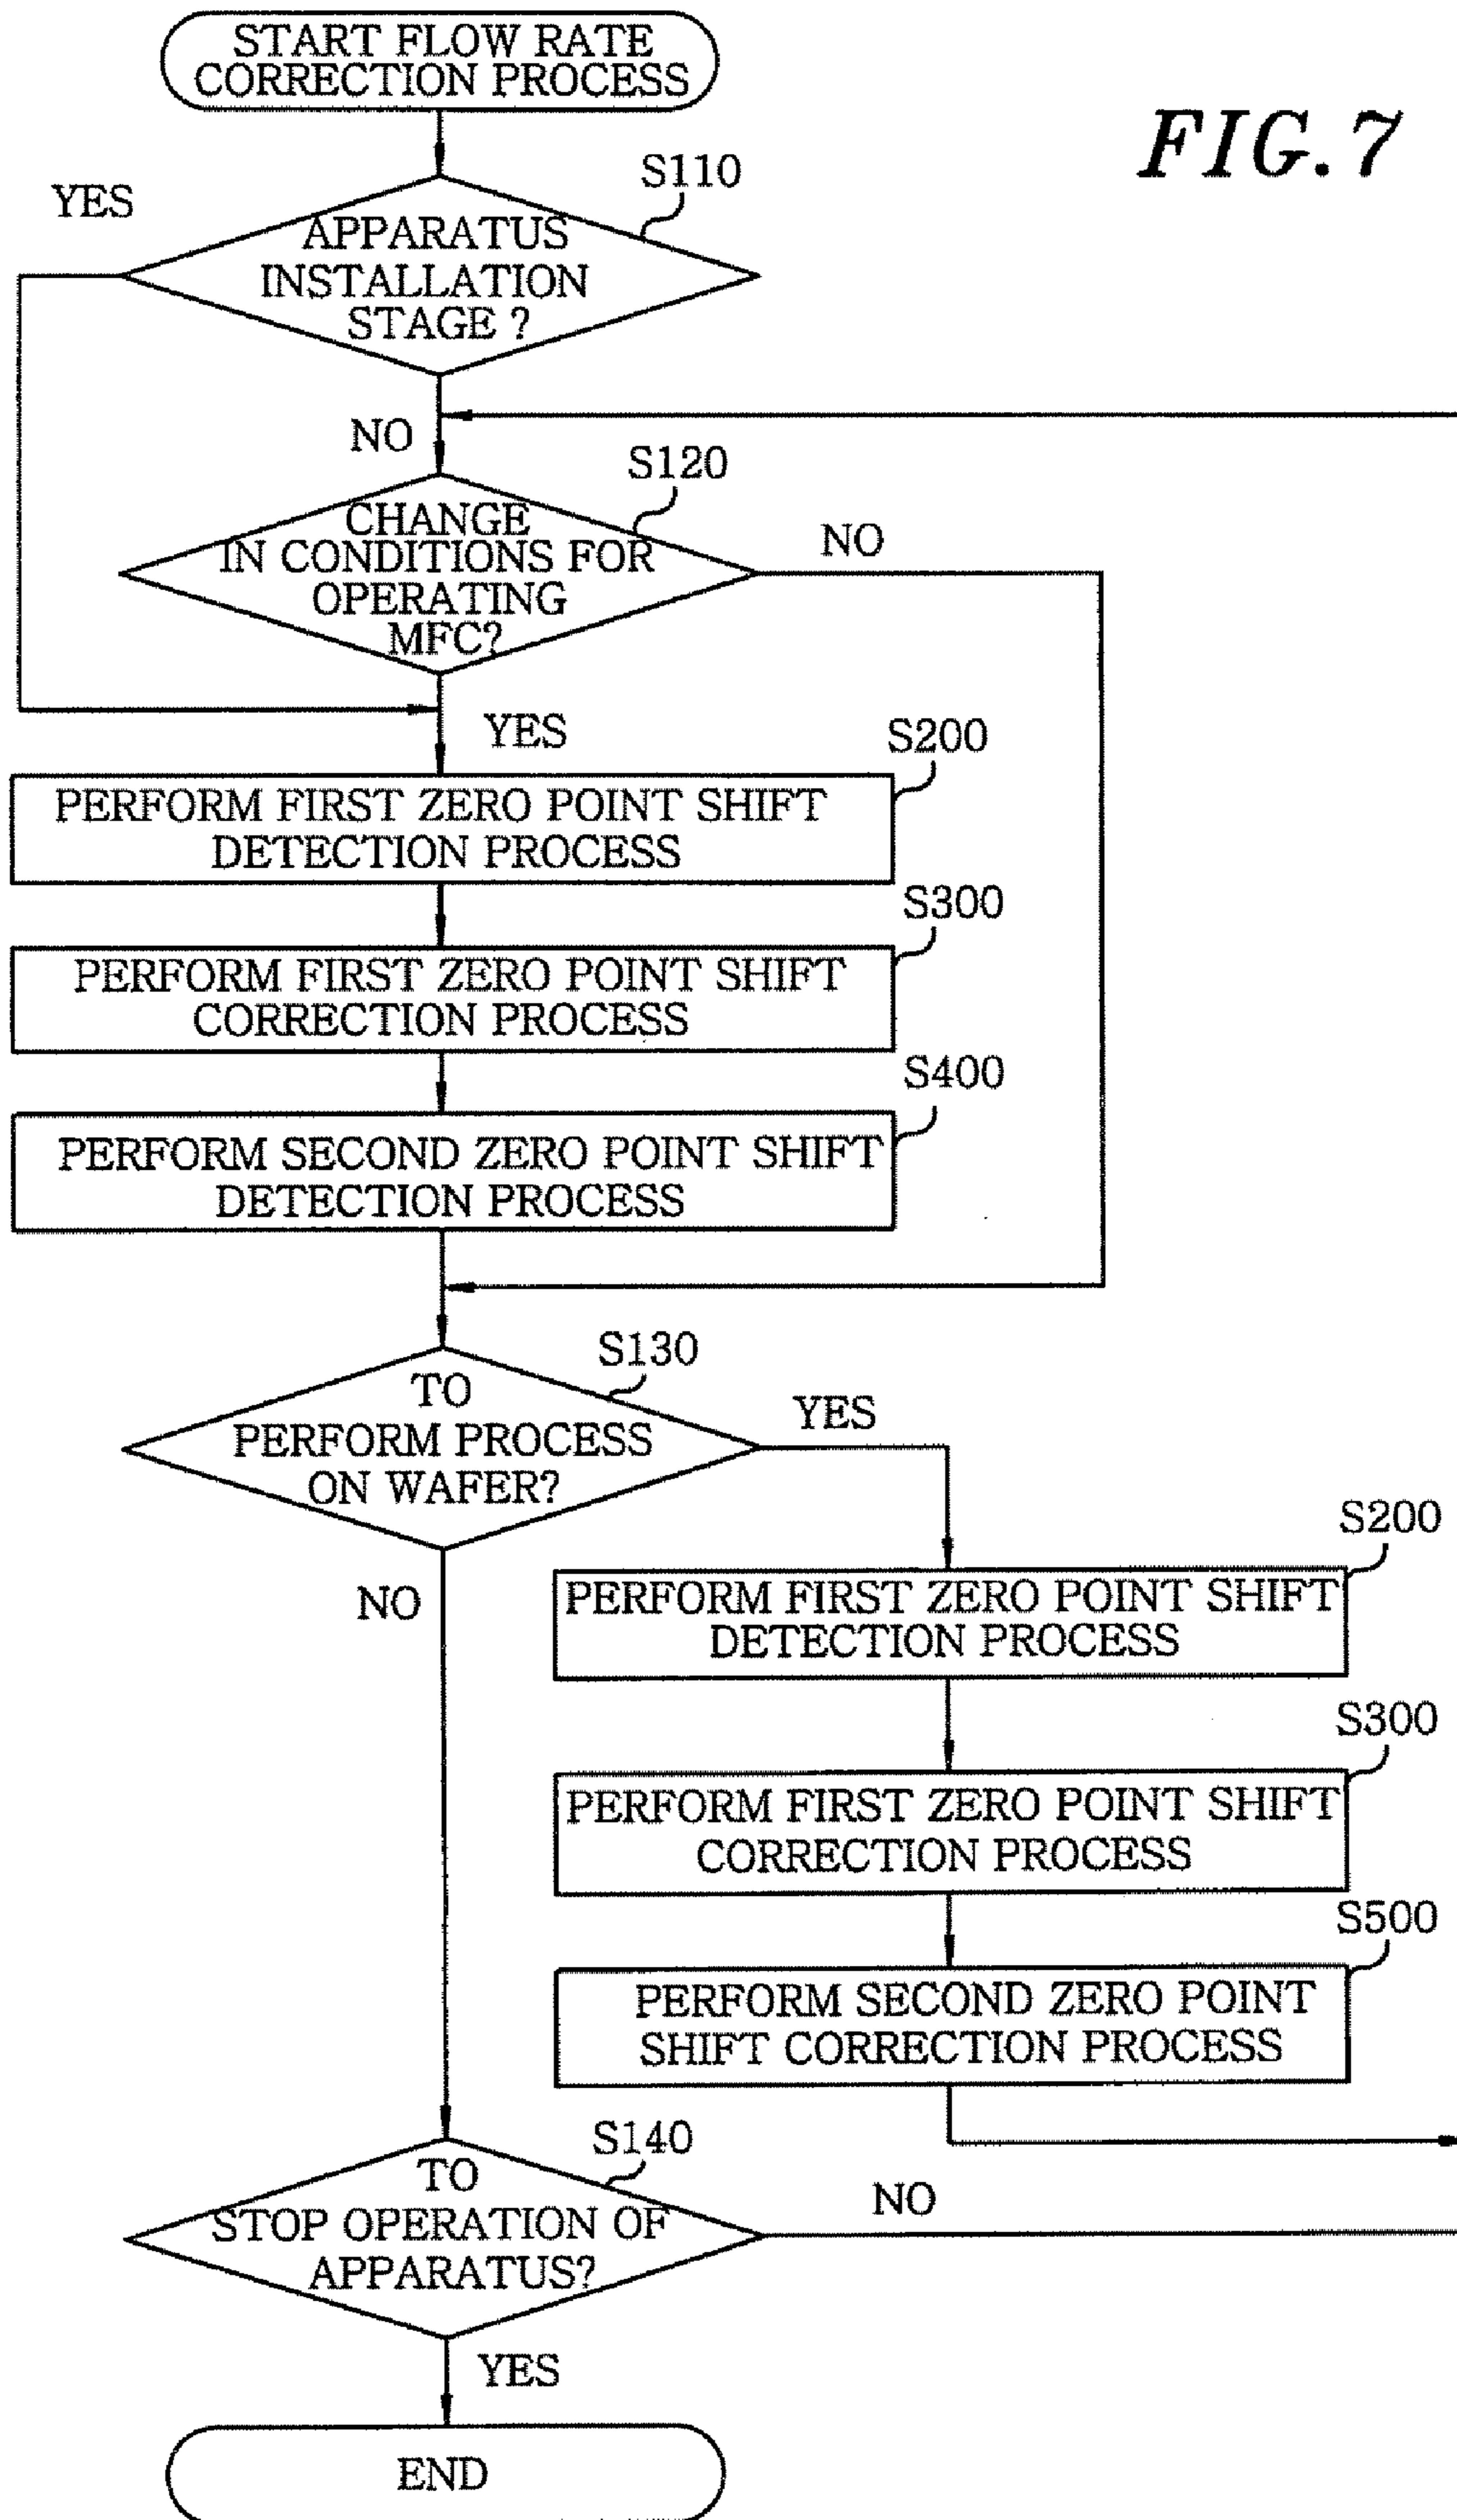 START FLOW RATE
CORRECTION PROCESS
FIG. 7
S110
YES
APPARATUS
INSTALLATION
STAGE ?
NO
S120
CHANGE
IN CONDITIONS FOR
OPERATING
MFC?
NO
YES
S200
PERFORM FIRST ZERO POINT SHIFT
DETECTION PROCESS
S300
PERFORM FIRST ZERO POINT SHIFT
CORRECTION PROCESS
S400
PERFORM SECOND ZERO POINT SHIFT
DETECTION PROCESS
S130
TO
PERFORM PROCESS
ON WAFER?
YES
NO
S200
PERFORM FIRST ZERO POINT SHIFT
DETECTION PROCESS
S300
PERFORM FIRST ZERO POINT SHIFT
CORRECTION PROCESS
S500
PERFORM SECOND ZERO POINT
SHIFT CORRECTION PROCESS
S140
TO
STOP OPERATION OF
APPARATUS?
NO
YES
END